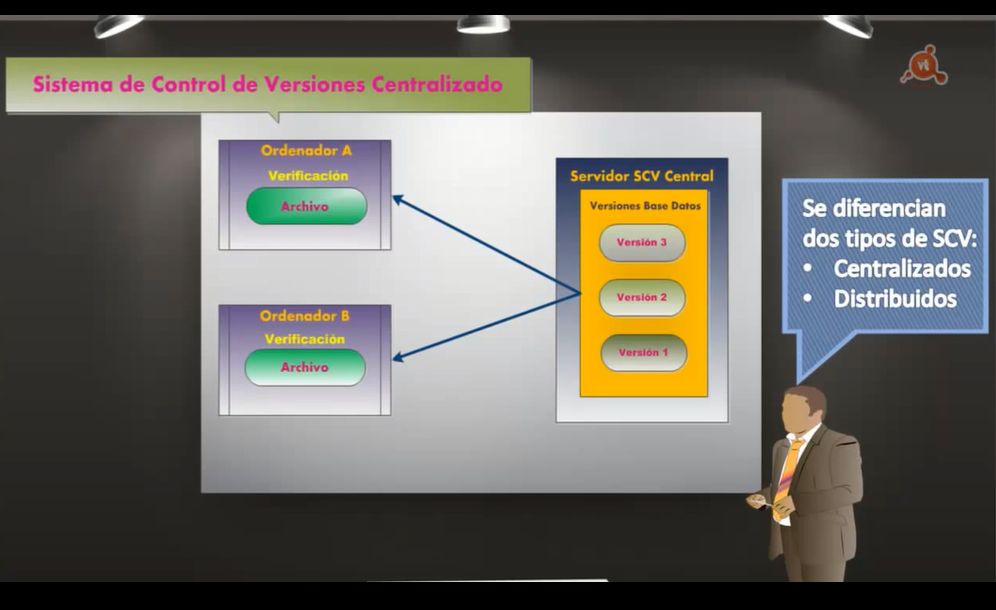 Sistema de Control de Versiones Centralizado
vt
Ordenador A
Verificación
Archivo
Ordenador B
Verificación
Archivo
Servidor SCV Central
Versiones Base Datos
Versión 3
Versión 2
Versión 1
Se diferencian
dos tipos de SCV:
• Centralizados
• Distribuidos